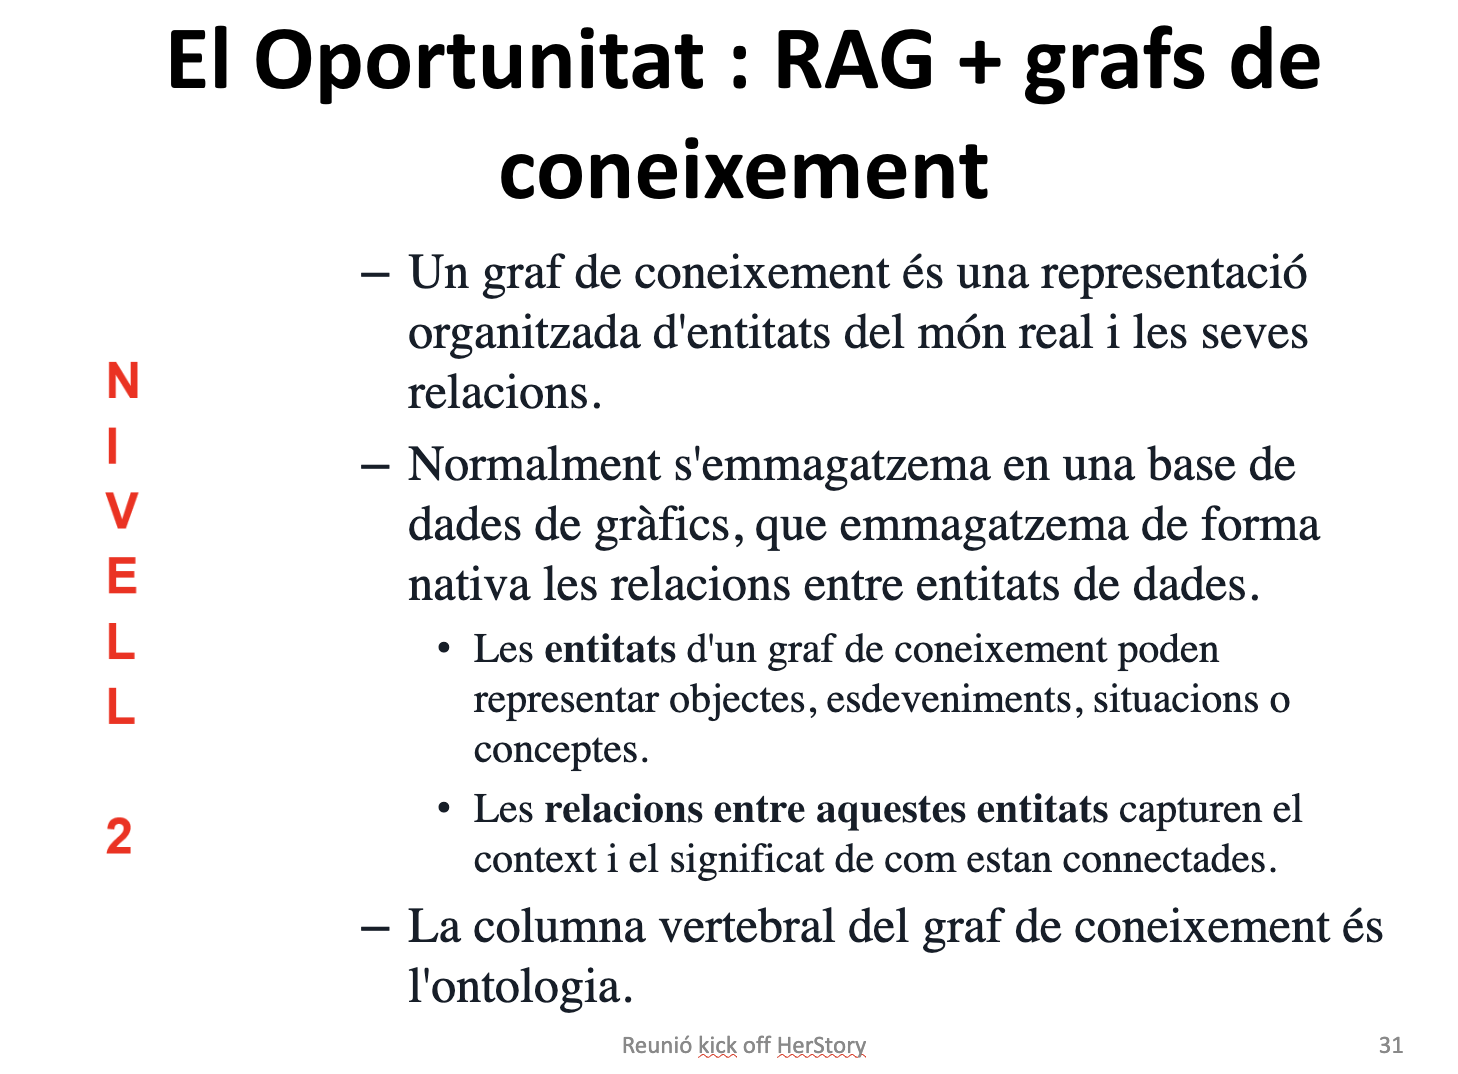 El Oportunitat : RAG + grafs de
coneixement
N
I
V
E
L
L
2
– Un graf de coneixement és una representació
organitzada d'entitats del món real i les seves
relacions.
– Normalment s'emmagatzema en una base de
dades de gràfics, que emmagatzema de forma
nativa les relacions entre entitats de dades.
• Les entitats d'un graf de coneixement poden
representar objectes, esdeveniments, situacions o
conceptes.
• Les relacions entre aquestes entitats capturen el
context i el significat de com estan connectades.
– La columna vertebral del graf de coneixement és
l'ontologia.
Reunió kick off HerStory
31